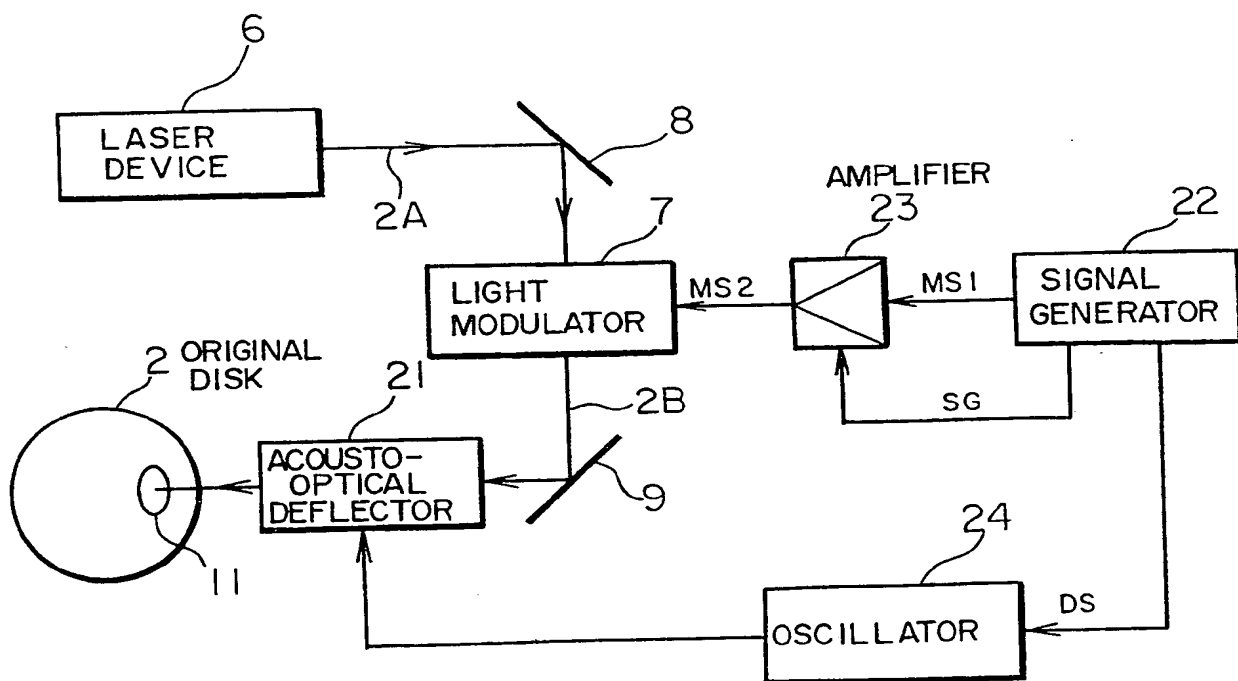 6
LASER
DEVICE
8
2A
AMPLIFIER
23
22
7
LIGHT
MODULATOR
MS2
MS1
SIGNAL
GENERATOR
SG
2 ORIGINAL
DISK
21
2B
ACOUSTO-
OPTICAL
DEFLECTOR
9
11
24
OSCILLATOR
DS